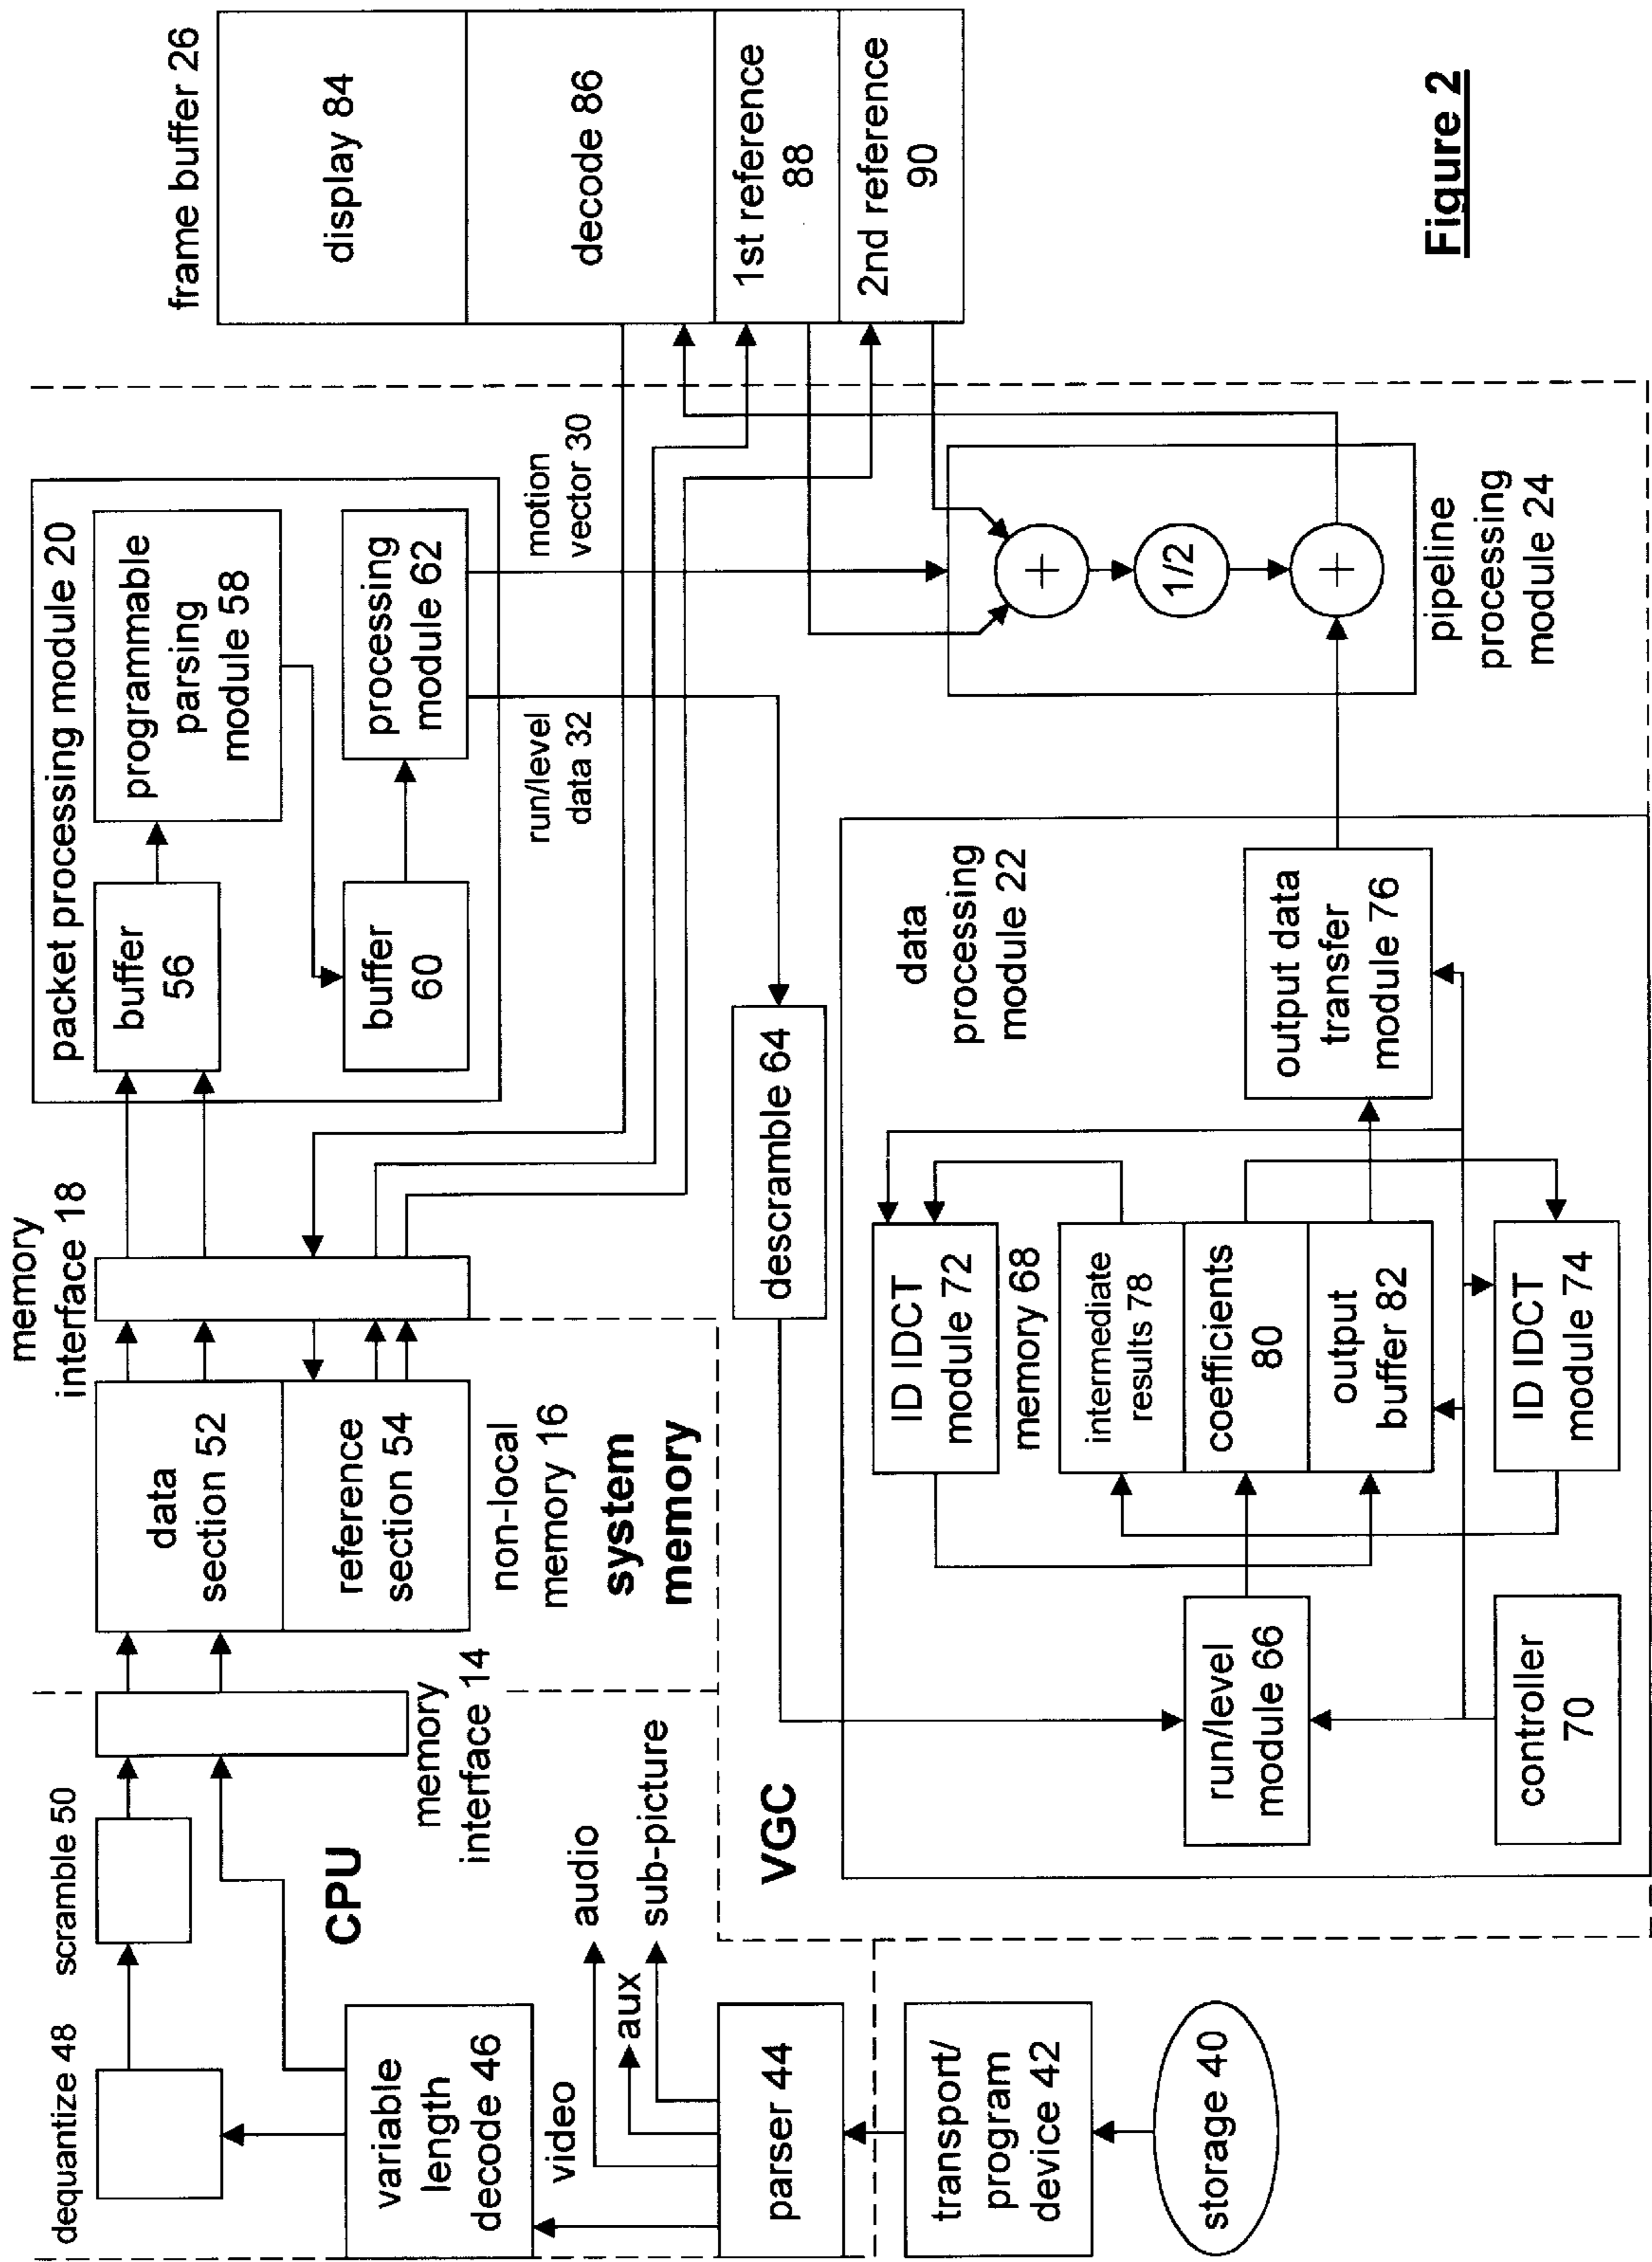 dequantize 48
scramble 50
variable
length
decode 46
CPU
video
audio
aux
sub-picture
parser 44
transport/
program
device 42
storage 40
memory
interface 14
data
section 52
reference
section 54
non-local
memory 16
system
memory
memory
interface 18
packet processing module 20
buffer
56
programmable
parsing
module 58
buffer
60
processing
module 62
run/level
data 32
motion
vector 30
frame buffer 26
display 84
decode 86
1st reference
88
2nd reference
90
VGC
descramble 64
data
processing
module 22
run/level
module 66
controller
70
ID IDCT
module 72
memory 68
intermediate
results 78
coefficients
80
output
buffer 82
ID IDCT
module 74
output data
transfer
module 76
+
1/2
+
pipeline
processing
module 24
Figure 2